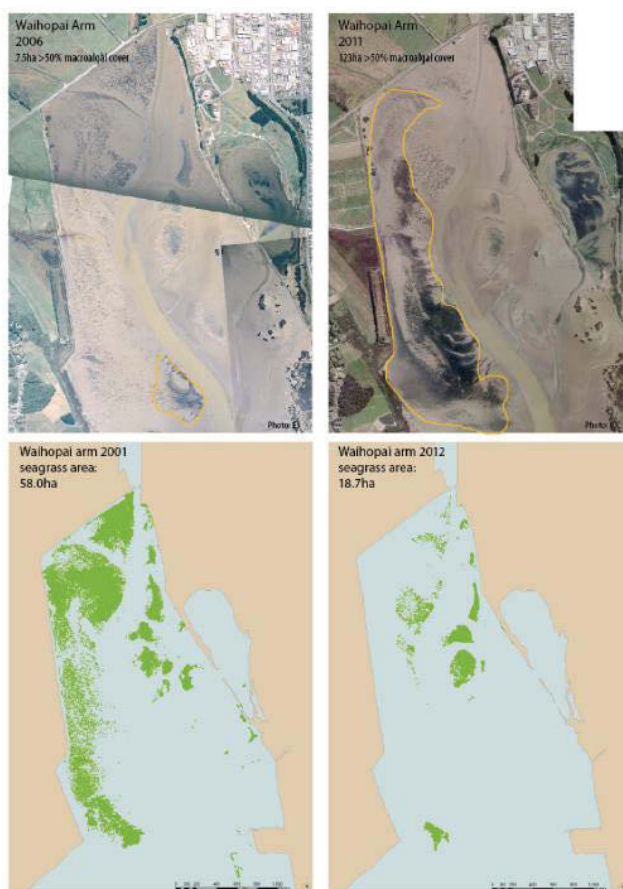 Waihopai Arm
2006
7.5ha >50% macroalgal cover
Waihopai Arm
2011
123ha >50% macroalgal cover
Waihopai arm 2001
seagrass area:
58.0ha
Waihopai arm 2012
seagrass area:
18.7ha